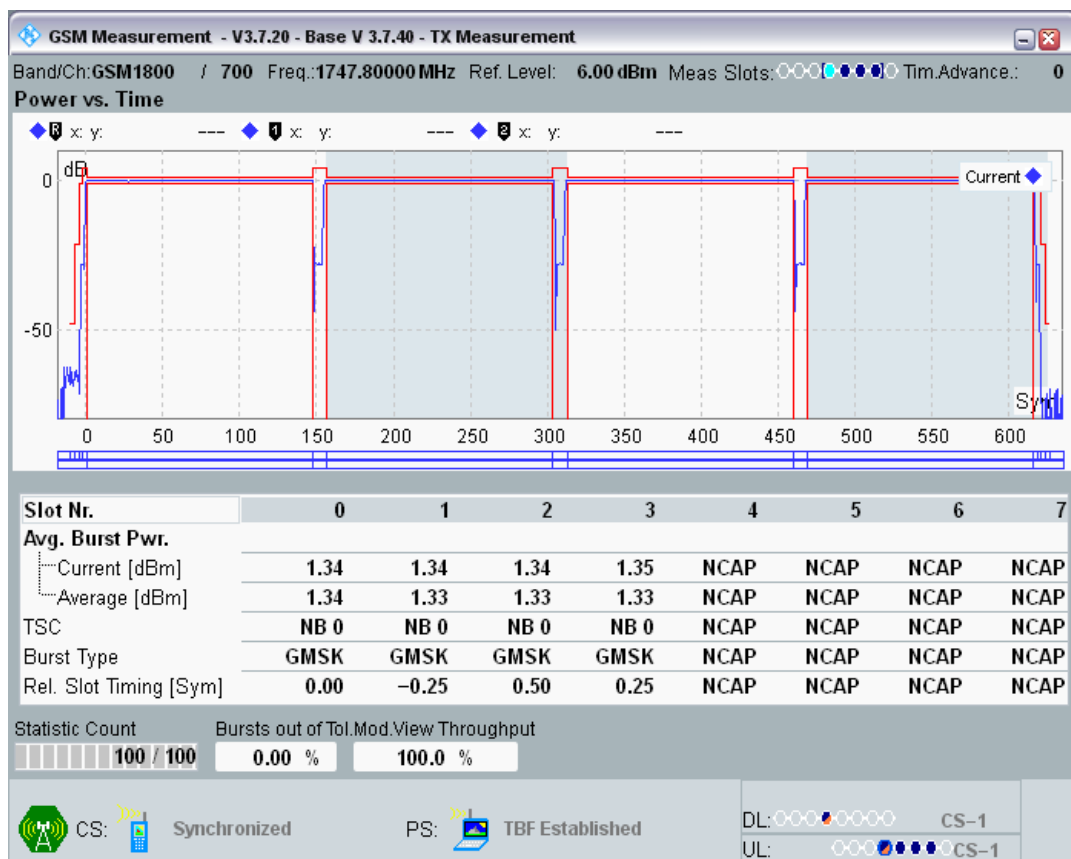 GSM Measurement - V3.7.20 - Base V 3.7.40 - TX Measurement
Band/Ch:GSM1800 / 700 Freq.:1747.80000 MHz Ref. Level: 6.00 dBm Meas Slots: Tim.Advance.: 0
Power vs. Time
R x: y: --- 1 x: y: --- 2 x: y: ---
dB
Current
0
-50
0 50 100 150 200 250 300 350 400 450 500 550 600
Slot Nr. 0 1 2 3 4 5 6 7
Avg. Burst Pwr.
Current [dBm] 1.34 1.34 1.34 1.35 NCAP NCAP NCAP NCAP
Average [dBm] 1.34 1.33 1.33 1.33 NCAP NCAP NCAP NCAP
TSC NB 0 NB 0 NB 0 NB 0 NCAP NCAP NCAP NCAP
Burst Type GMSK GMSK GMSK GMSK NCAP NCAP NCAP NCAP
Rel. Slot Timing [Sym] 0.00 −0.25 0.50 0.25 NCAP NCAP NCAP NCAP
Statistic Count Bursts out of Tol.Mod.View Throughput
100 / 100 0.00 % 100.0 %
CS: Synchronized PS: TBF Established
DL: CS−1
UL: CS−1